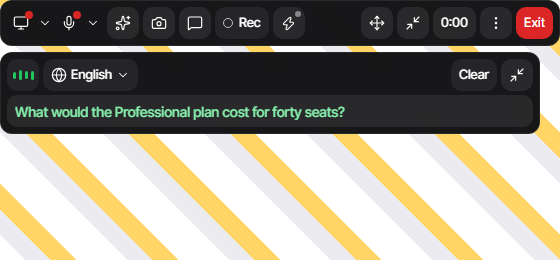 Rec
0:00
Exit
English
Clear
What would the Professional plan cost for forty seats?